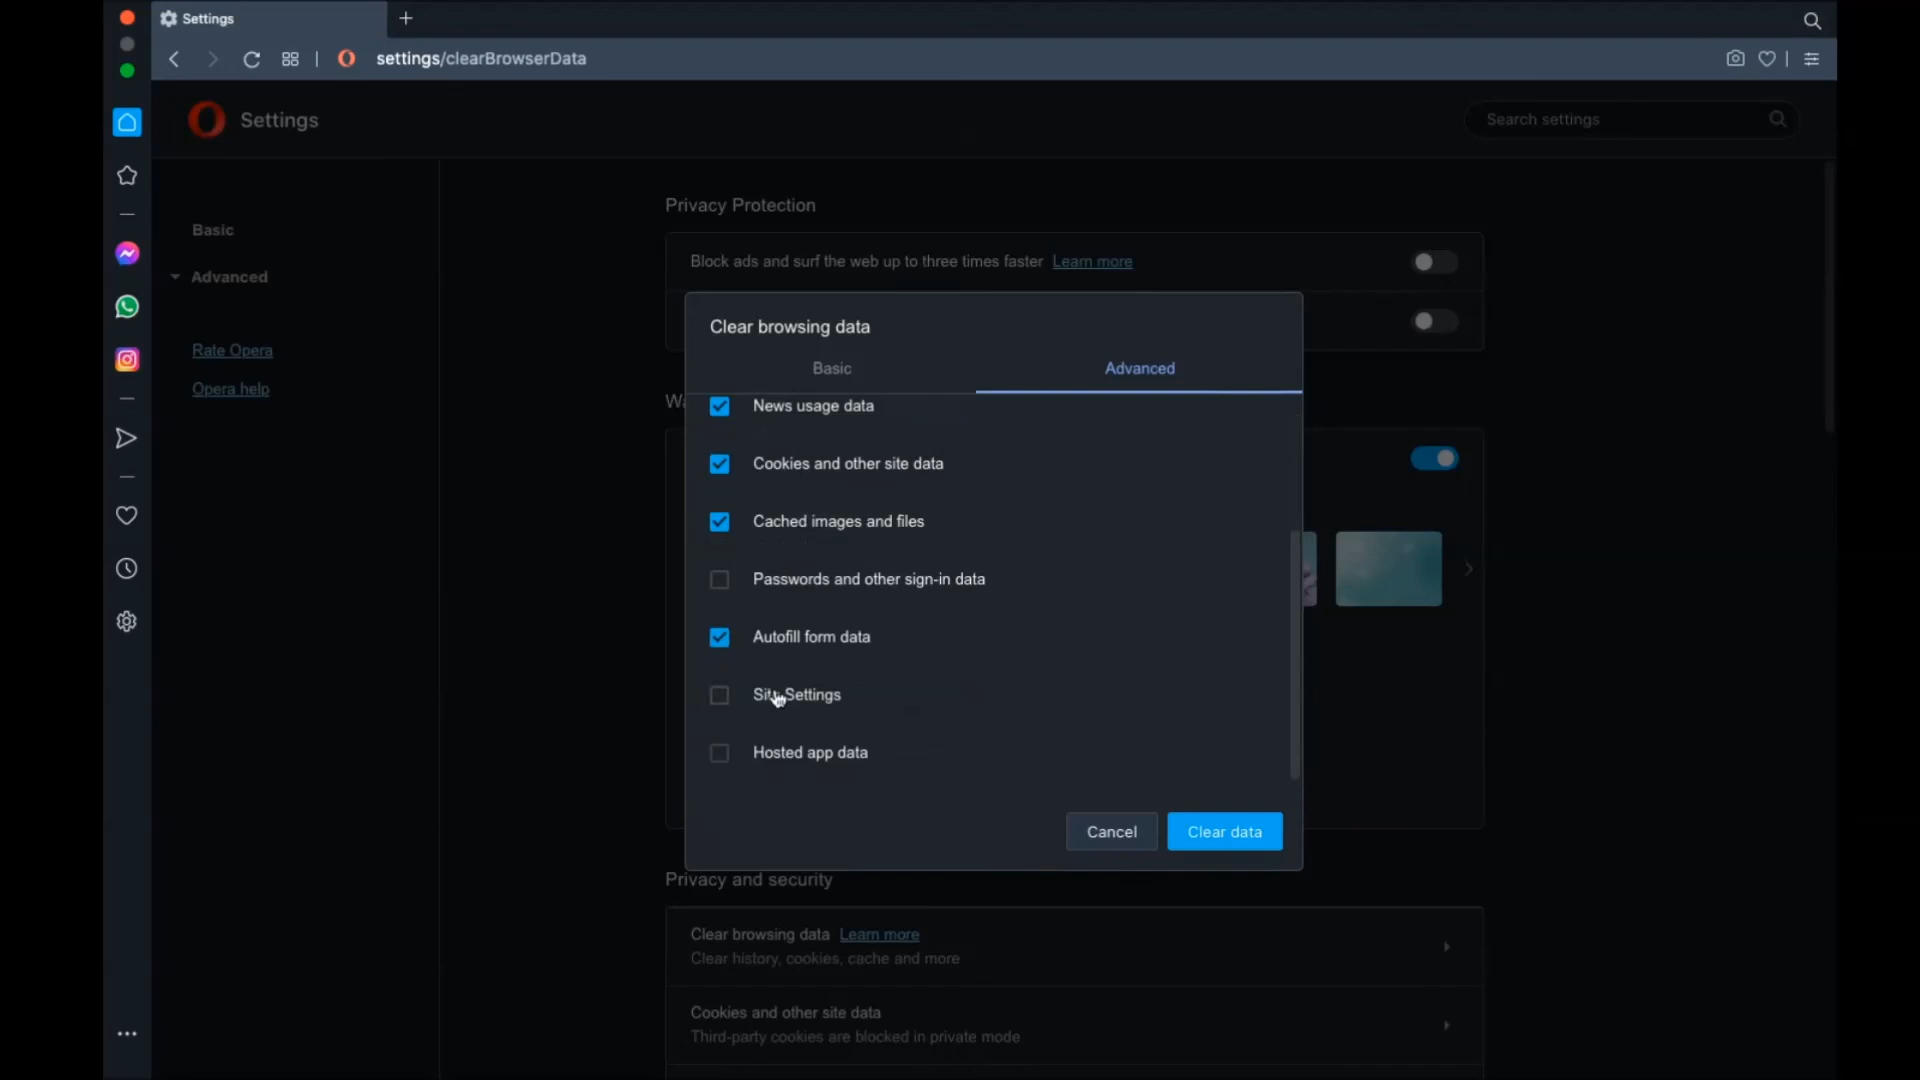 Settings
settings/clearBrowserData
Settings
Search settings
Basic
Advanced
Rate Opera
Opera help
Privacy Protection
Block ads and surf the web up to three times faster Learn more
Clear browsing data
Basic
Advanced
News usage data
Cookies and other site data
Cached images and files
Passwords and other sign-in data
Autofill form data
Site Settings
Hosted app data
Cancel
Clear data
Privacy and security
Clear browsing data Learn more
Clear history, cookies, cache and more
Cookies and other site data
Third-party cookies are blocked in private mode